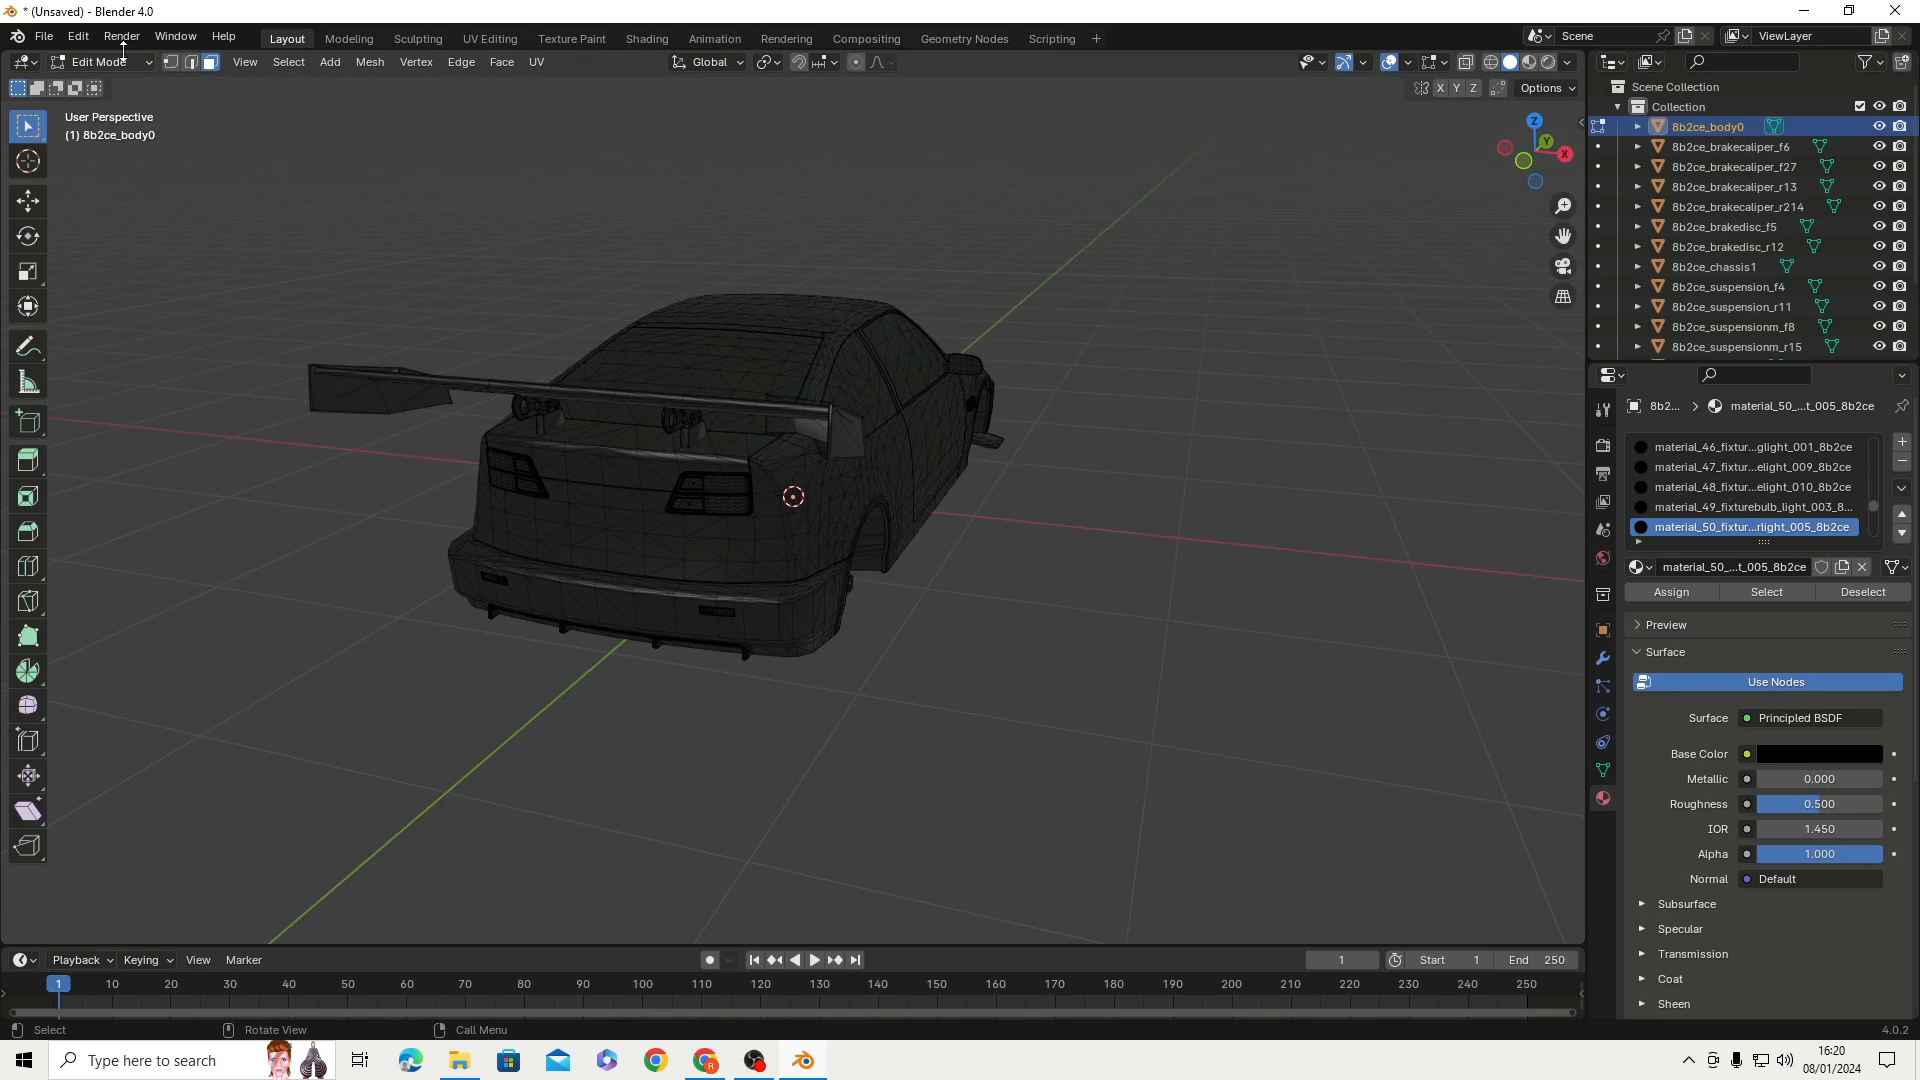 * (Unsaved) - Blender 4.0
File Edit Render Window Help
Layout Modeling Sculpting UV Editing Texture Paint Shading Animation Rendering Compositing Geometry Nodes Scripting +
Scene
ViewLayer
Edit Mode View Select Add Mesh Vertex Edge Face UV
Global
X Y Z Options
User Perspective
(1) 8b2ce_body0
Z
Y
X
Scene Collection
Collection
8b2ce_body0
8b2ce_brakecaliper_f6
8b2ce_brakecaliper_f27
8b2ce_brakecaliper_r13
8b2ce_brakecaliper_r214
8b2ce_brakedisc_f5
8b2ce_brakedisc_r12
8b2ce_chassis1
8b2ce_suspension_f4
8b2ce_suspension_r11
8b2ce_suspensionm_f8
8b2ce_suspensionm_r15
8b2... > material_50_...t_005_8b2ce
material_46_fixtur...glight_001_8b2ce
material_47_fixtur...elight_009_8b2ce
material_48_fixtur...elight_010_8b2ce
material_49_fixturebulb_light_003_8...
material_50_fixtur...rlight_005_8b2ce
material_50_...t_005_8b2ce
Assign Select Deselect
Preview
Surface
Use Nodes
Surface Principled BSDF
Base Color
Metallic 0.000
Roughness 0.500
IOR 1.450
Alpha 1.000
Normal Default
Subsurface
Specular
Transmission
Coat
Sheen
Playback Keying View Marker
1 Start 1 End 250
1 10 20 30 40 50 60 70 80 90 100 110 120 130 140 150 160 170 180 190 200 210 220 230 240 250
Select Rotate View Call Menu
4.0.2
Type here to search
16:20
08/01/2024